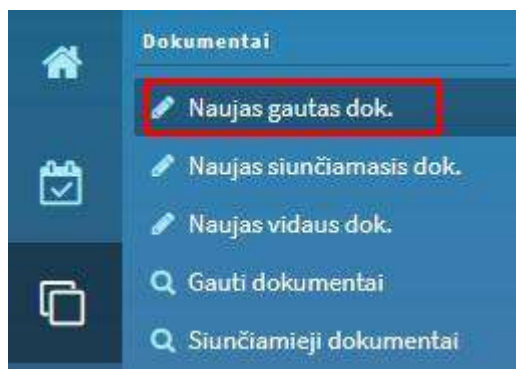 Dokumentai
Naujas gautas dok.
Naujas siunčiamasis dok.
Naujas vidaus dok.
Gauti dokumentai
Siunčiamieji dokumentai